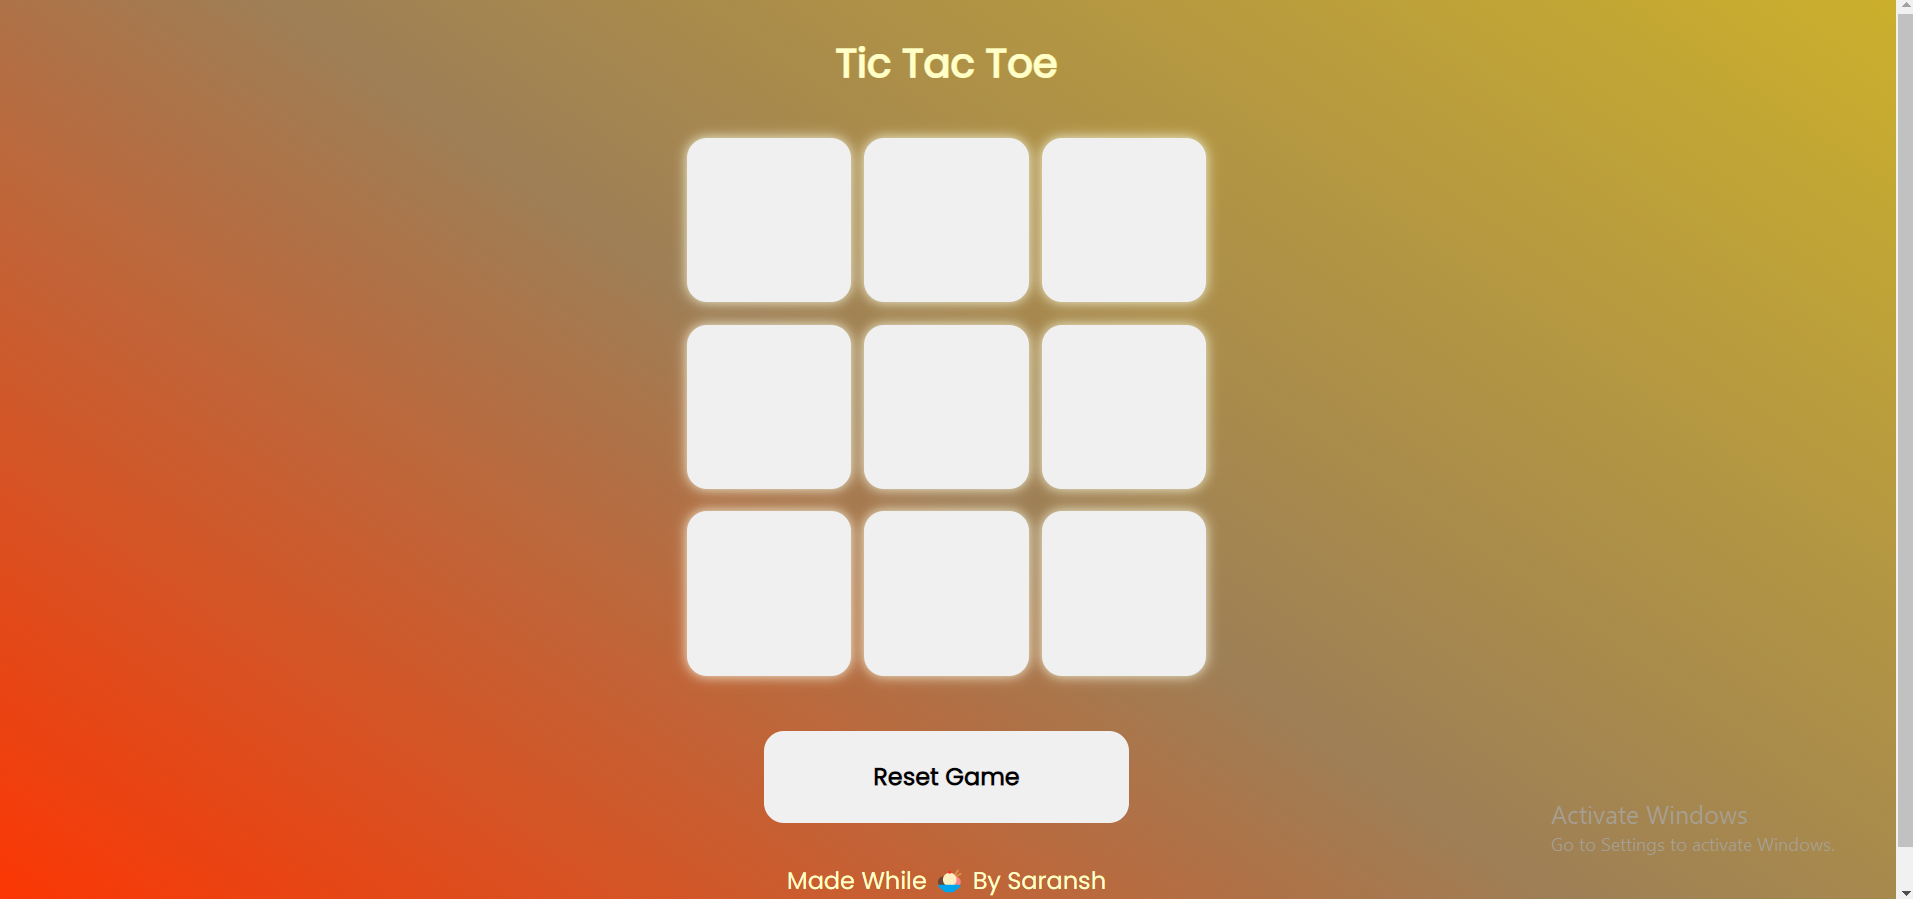 Tic Tac Toe
Reset Game
Activate Windows
Go to Settings to activate Windows.
Made While 🍧 By Saransh